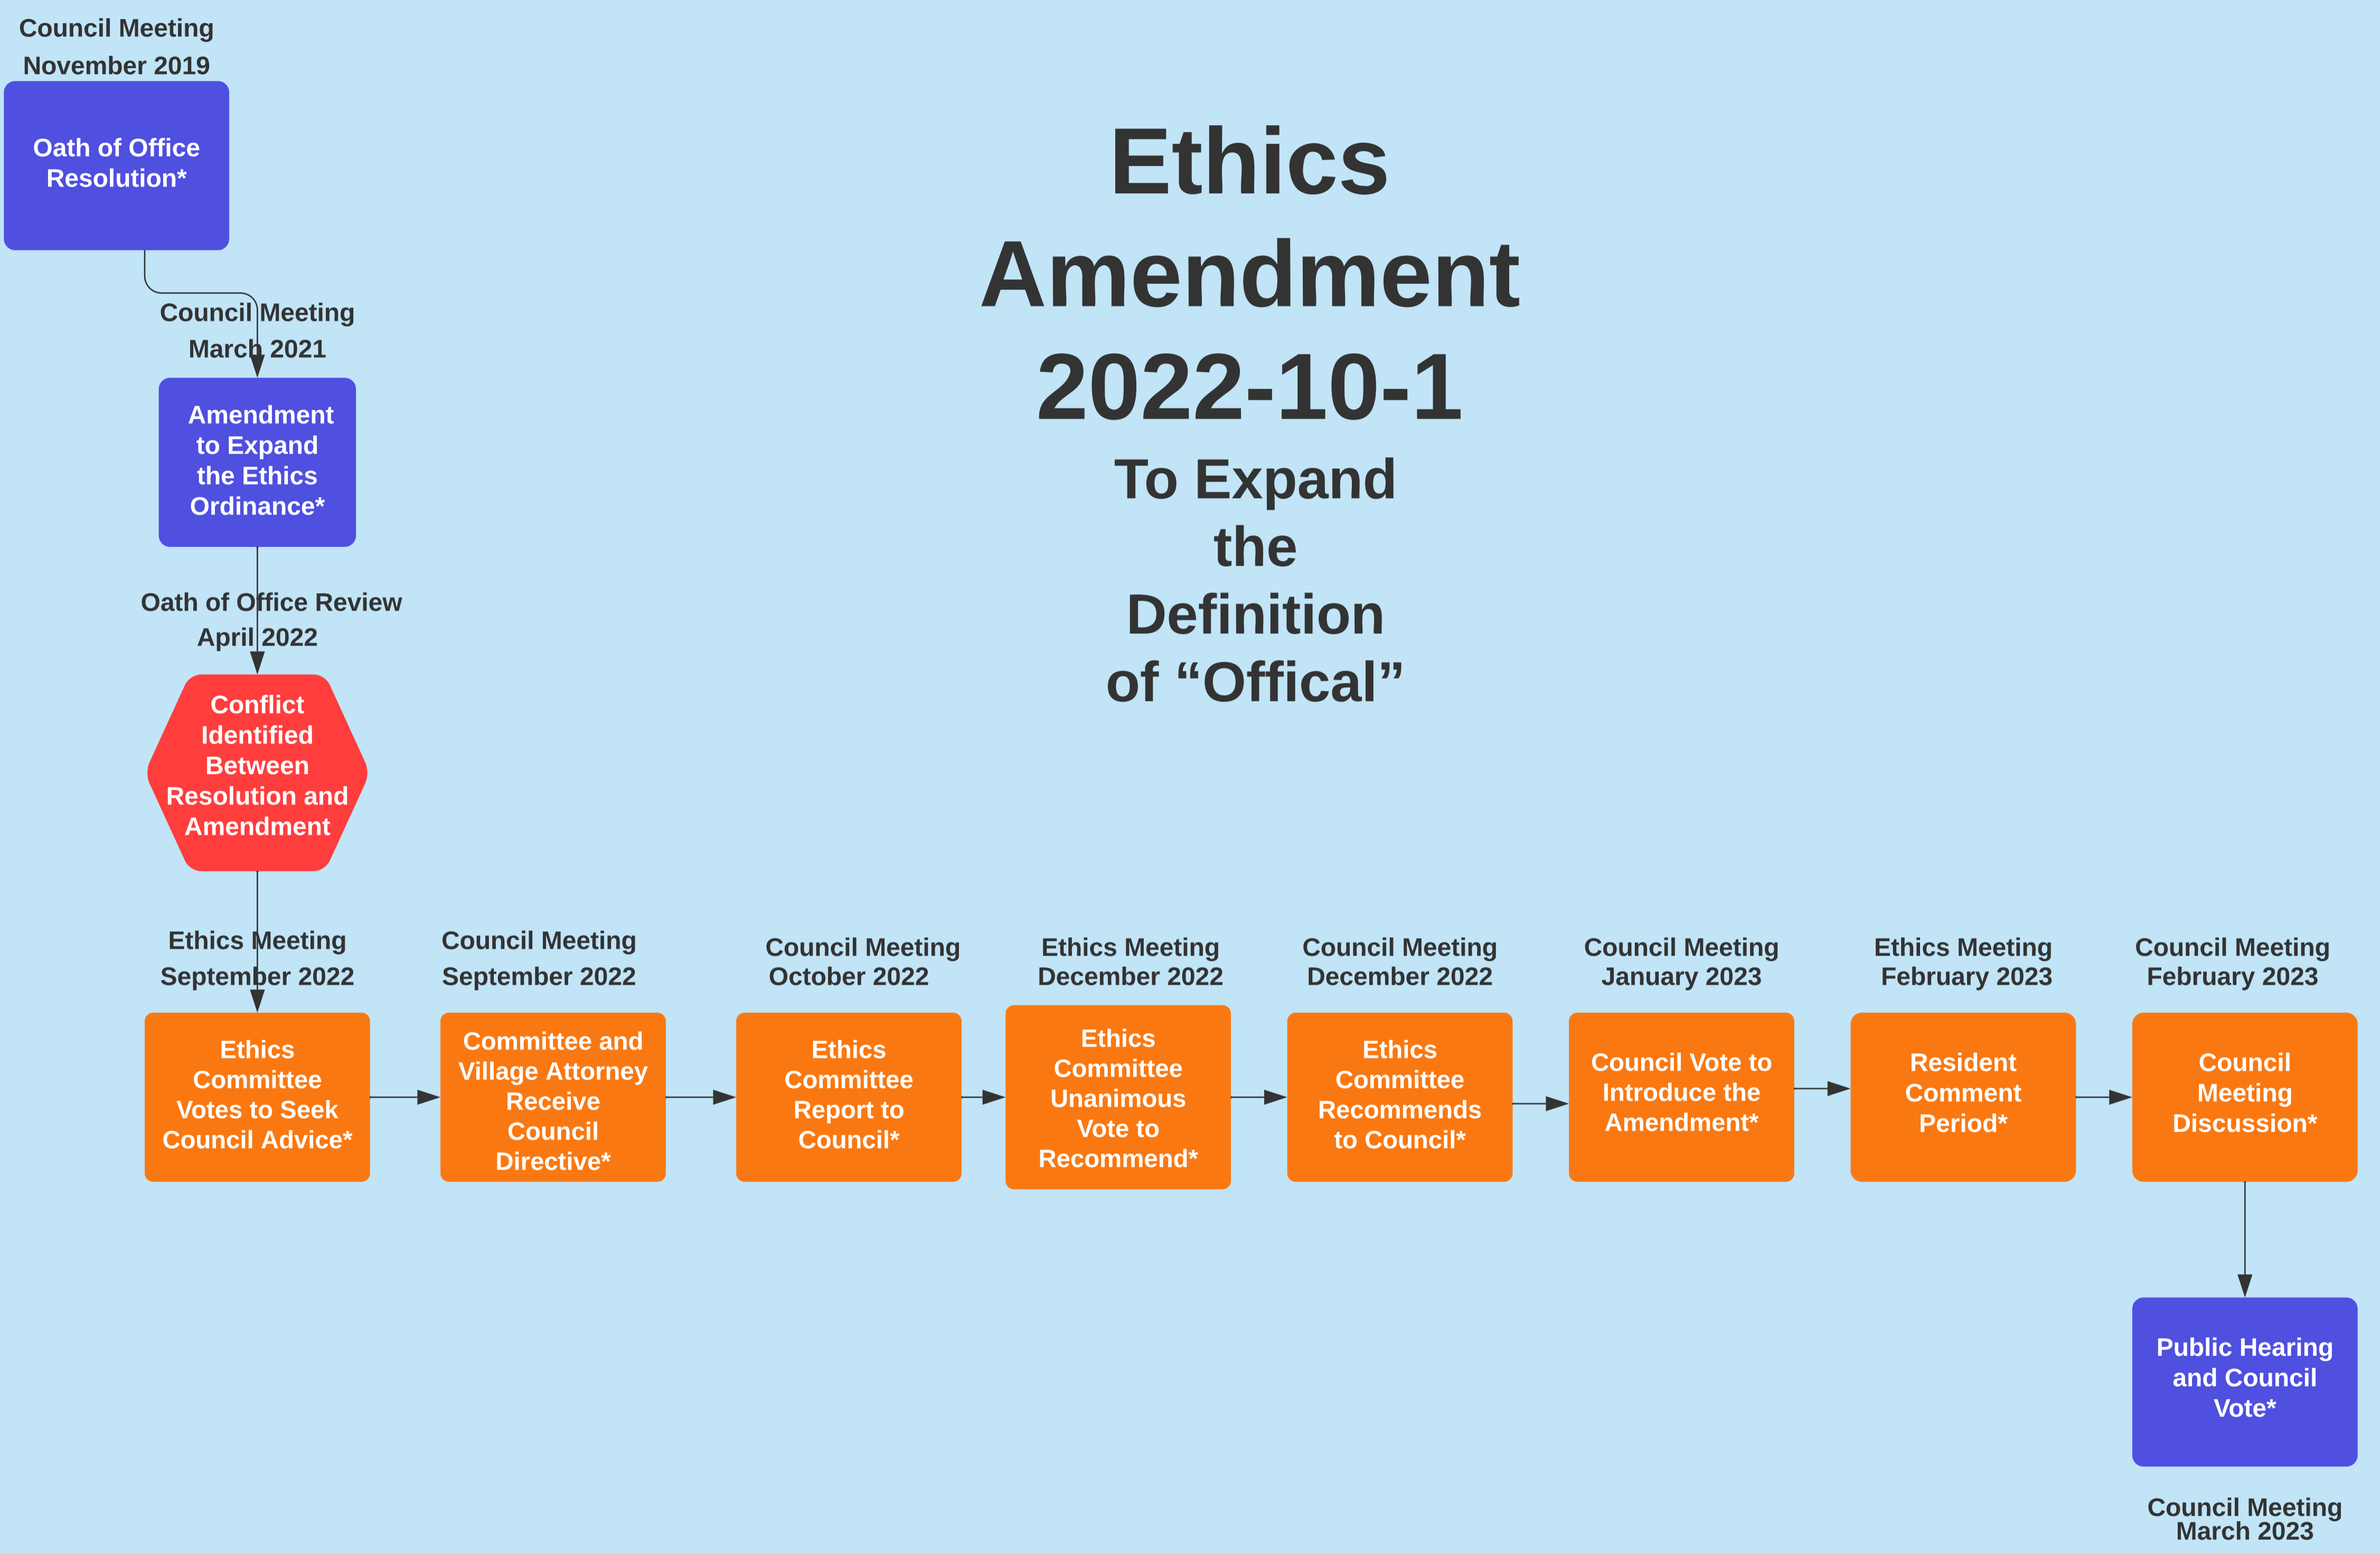 Council Meeting
November 2019
Oath of Office
Resolution*
Council Meeting
March 2021
Amendment
to Expand
the Ethics
Ordinance*
Oath of Office Review
April 2022
Conflict
Identified
Between
Resolution and
Amendment
Ethics
Amendment
2022-10-1
To Expand
the
Definition
of “Offical”
Ethics Meeting
September 2022
Ethics
Committee
Votes to Seek
Council Advice*
Council Meeting
September 2022
Committee and
Village Attorney
Receive
Council
Directive*
Council Meeting
October 2022
Ethics
Committee
Report to
Council*
Ethics Meeting
December 2022
Ethics
Committee
Unanimous
Vote to
Recommend*
Council Meeting
December 2022
Ethics
Committee
Recommends
to Council*
Council Meeting
January 2023
Council Vote to
Introduce the
Amendment*
Ethics Meeting
February 2023
Resident
Comment
Period*
Council Meeting
February 2023
Council
Meeting
Discussion*
Public Hearing
and Council
Vote*
Council Meeting
March 2023